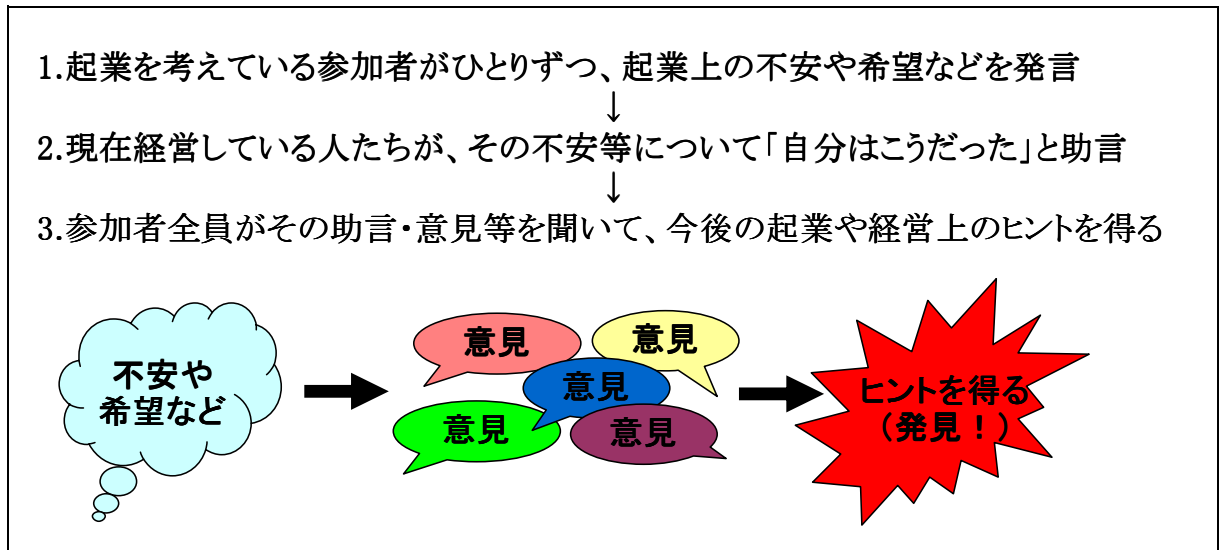 1.起業を考えている参加者がひとりずつ、起業上の不安や希望などを発言
↓
2.現在経営している人たちが、その不安等について「自分はこうだった」と助言
↓
3.参加者全員がその助言・意見等を聞いて、今後の起業や経営上のヒントを得る
不安や
希望など
意見
意見
意見
意見
意見
ヒントを得る
(発見!)